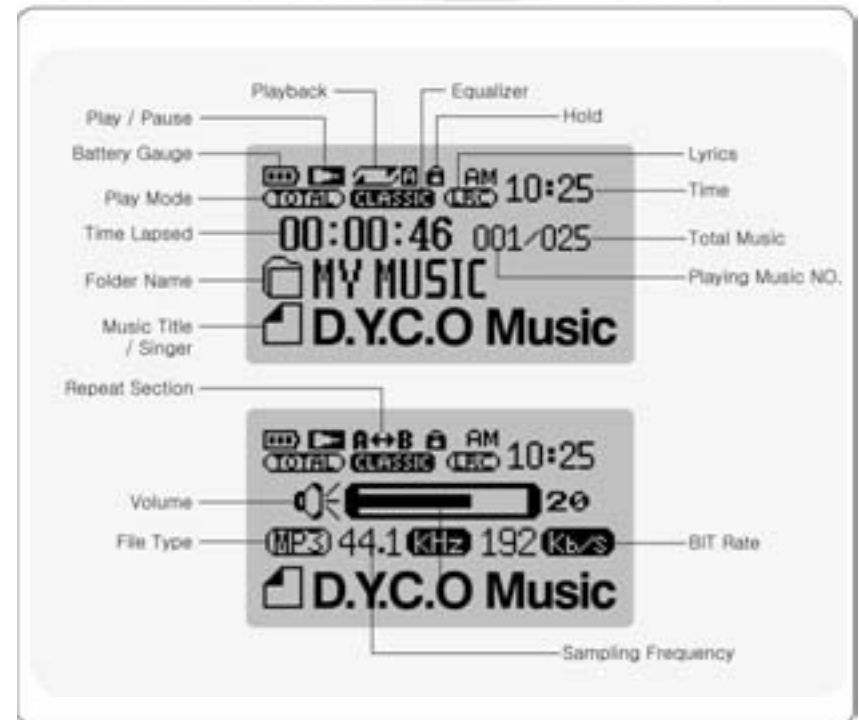 Playback
Equalizer
Play / Pause
Hold
Battery Gauge
Lyrics
AM
10:25
Time
Play Mode
TOTAL
CLASSIC
LRC
Time Lapsed
00:00:46
001/025
Total Music
Playing Music NO.
Folder Name
MY MUSIC
Music Title
/ Singer
D.Y.C.O Music
Repeat Section
A↔B
AM
10:25
TOTAL
CLASSIC
LRC
Volume
20
File Type
MP3 44.1 KHz 192 Kb/s
BIT Rate
D.Y.C.O Music
Sampling Frequency